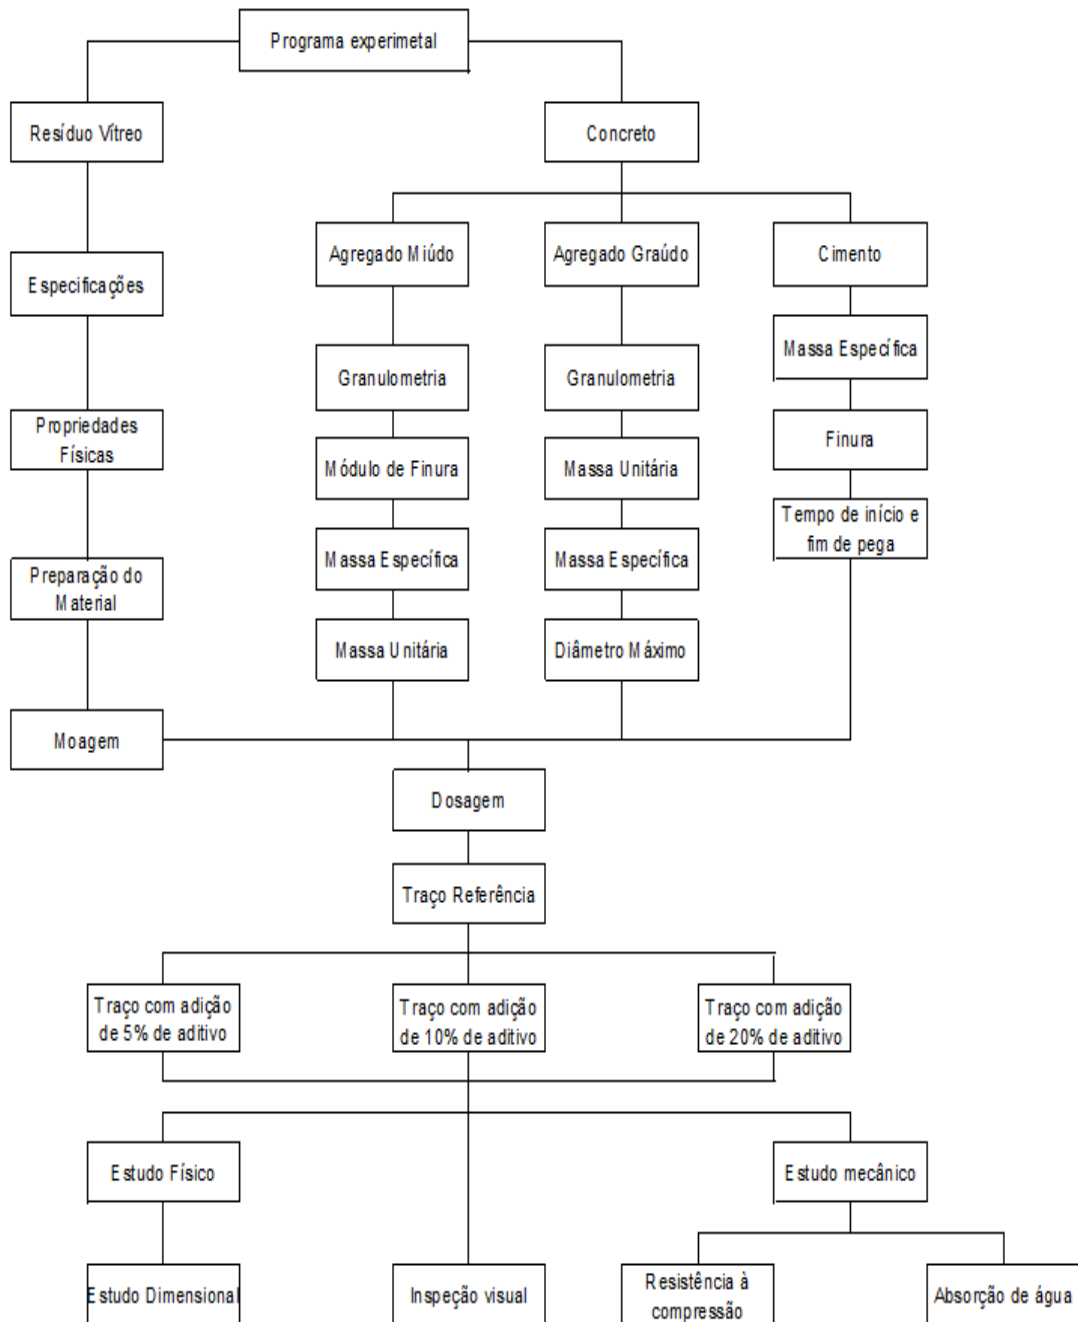 Programa experimetal
Resíduo Vítreo
Concreto
Agregado Miúdo
Agregado Graúdo
Cimento
Especificações
Massa Específica
Granulometria
Granulometria
Propriedades
Físicas
Módulo de Finura
Massa Unitária
Finura
Tempo de início e
fim de pega
Massa Específica
Massa Específica
Preparação do
Material
Massa Unitária
Diâmetro Máximo
Moagem
Dosagem
Traço Referência
Traço com adição
de 5% de aditivo
Traço com adição
de 10% de aditivo
Traço com adição
de 20% de aditivo
Estudo Físico
Estudo mecânico
Estudo Dimensional
Inspeção visual
Resistência à
compressão
Absorção de água